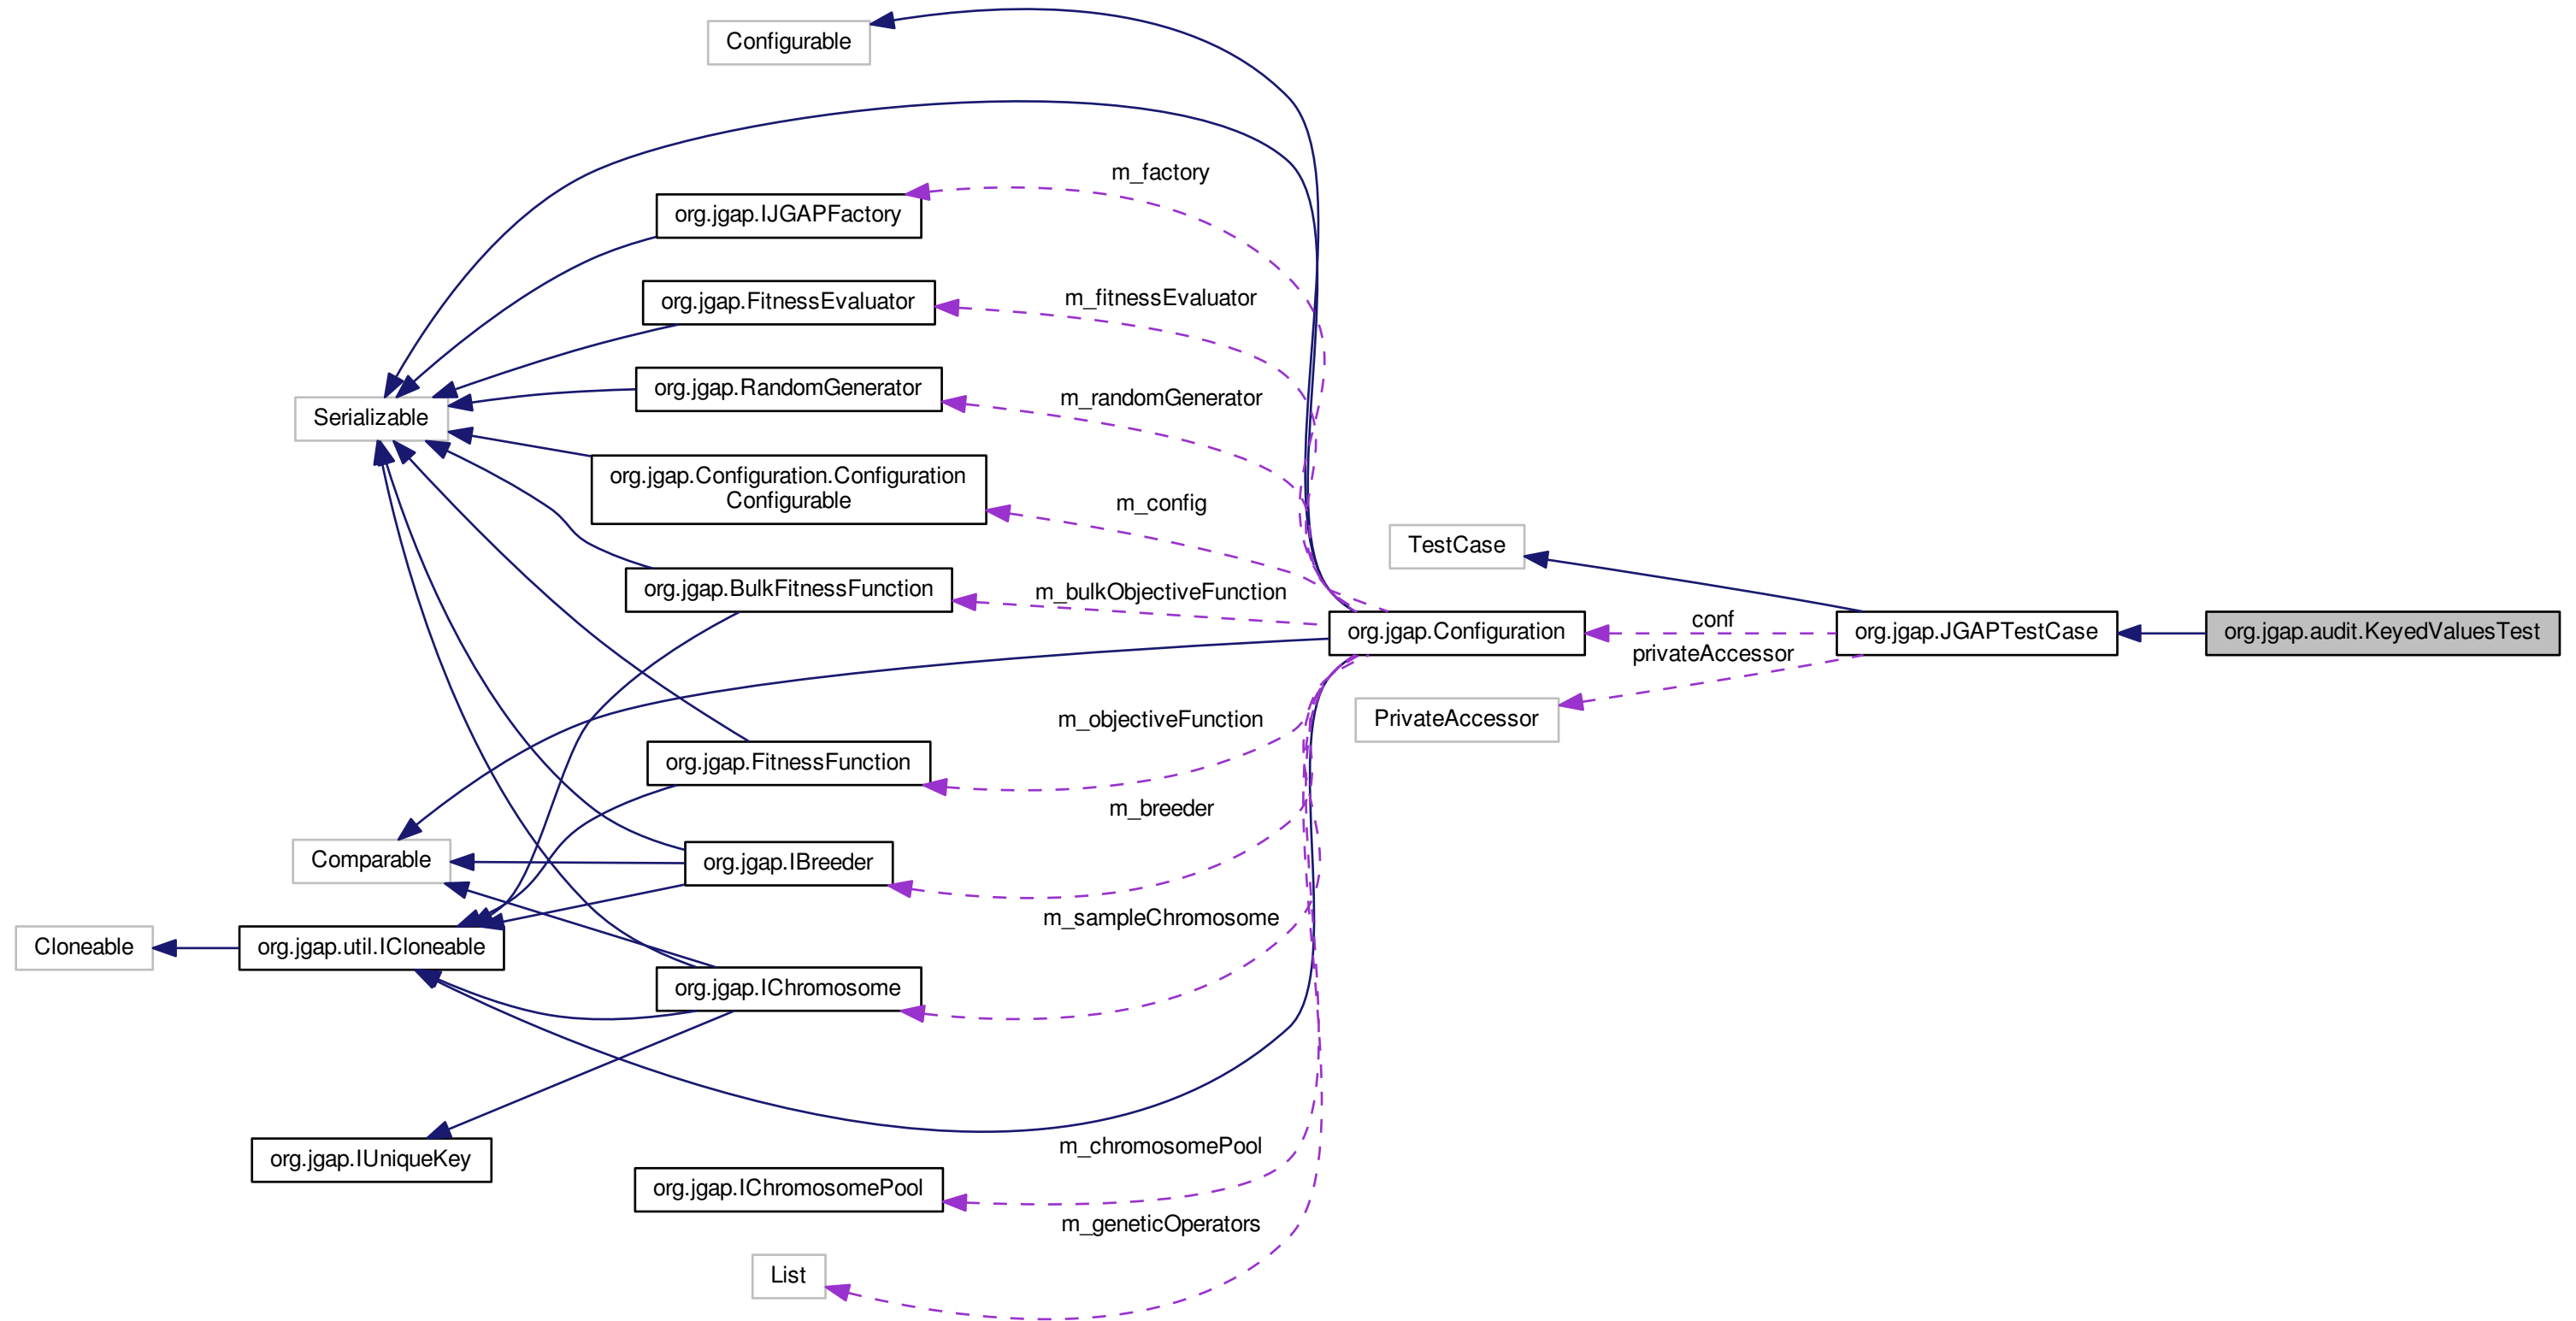 Configurable
m_factory
org.jgap.IJGAPFactory
m_fitnessEvaluator
org.jgap.FitnessEvaluator
m_randomGenerator
org.jgap.RandomGenerator
Serializable
org.jgap.Configuration.Configuration
Configurable
m_config
TestCase
org.jgap.BulkFitnessFunction
m_bulkObjectiveFunction
org.jgap.Configuration
conf
privateAccessor
org.jgap.JGAPTestCase
org.jgap.audit.KeyedValuesTest
PrivateAccessor
m_objectiveFunction
org.jgap.FitnessFunction
m_breeder
Comparable
org.jgap.IBreeder
m_sampleChromosome
Cloneable
org.jgap.util.ICloneable
org.jgap.IChromosome
m_chromosomePool
org.jgap.IUniqueKey
org.jgap.IChromosomePool
m_geneticOperators
List